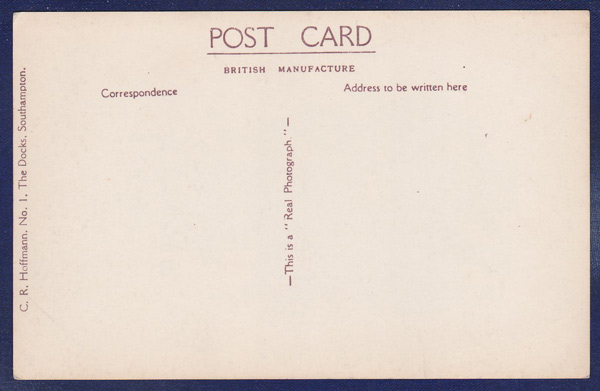 POST CARD
BRITISH MANUFACTURE
Correspondence
Address to be written here
—This is a "Real Photograph."—
C. R. Hoffmann, No. 1, The Docks, Southampton.